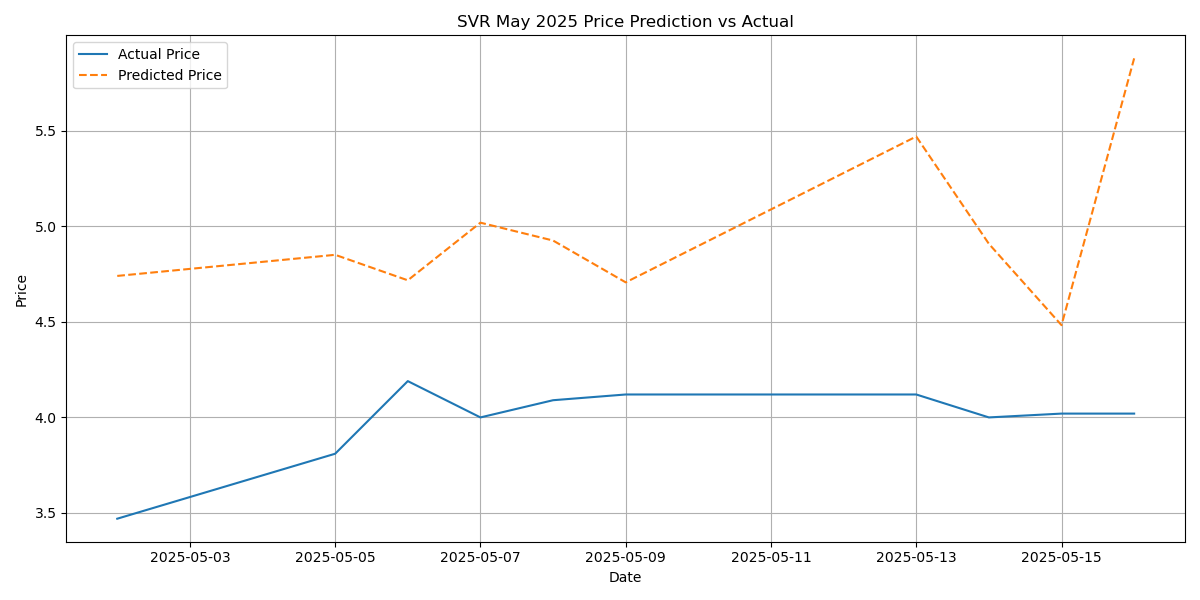 SVR May 2025 Price Prediction vs Actual
Actual Price
Predicted Price
5.5
5.0
4.5
4.0
3.5
Price
2025-05-03 2025-05-05 2025-05-07 2025-05-09 2025-05-11 2025-05-13 2025-05-15
Date